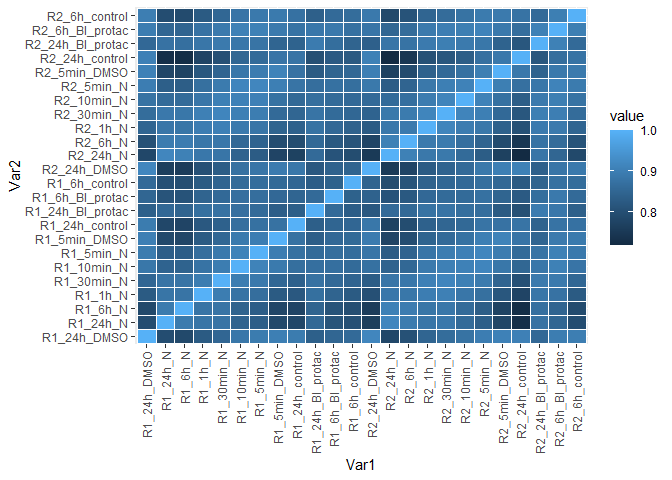 R2_6h_control
R2_6h_BI_protac
R2_24h_BI_protac
R2_24h_control
R2_5min_DMSO
R2_5min_N
R2_10min_N
R2_30min_N
R2_1h_N
R2_6h_N
R2_24h_N
R2_24h_DMSO
R1_6h_control
R1_6h_BI_protac
R1_24h_BI_protac
R1_24h_control
R1_5min_DMSO
R1_5min_N
R1_10min_N
R1_30min_N
R1_1h_N
R1_6h_N
R1_24h_N
R1_24h_DMSO
Var2
value
1.0
0.9
0.8
R1_24h_DMSO
R1_24h_N
R1_6h_N
R1_1h_N
R1_30min_N
R1_10min_N
R1_5min_N
R1_5min_DMSO
R1_24h_control
R1_24h_BI_protac
R1_6h_BI_protac
R1_6h_control
R2_24h_DMSO
R2_24h_N
R2_6h_N
R2_1h_N
R2_30min_N
R2_10min_N
R2_5min_N
R2_5min_DMSO
R2_24h_control
R2_24h_BI_protac
R2_6h_BI_protac
R2_6h_control
Var1